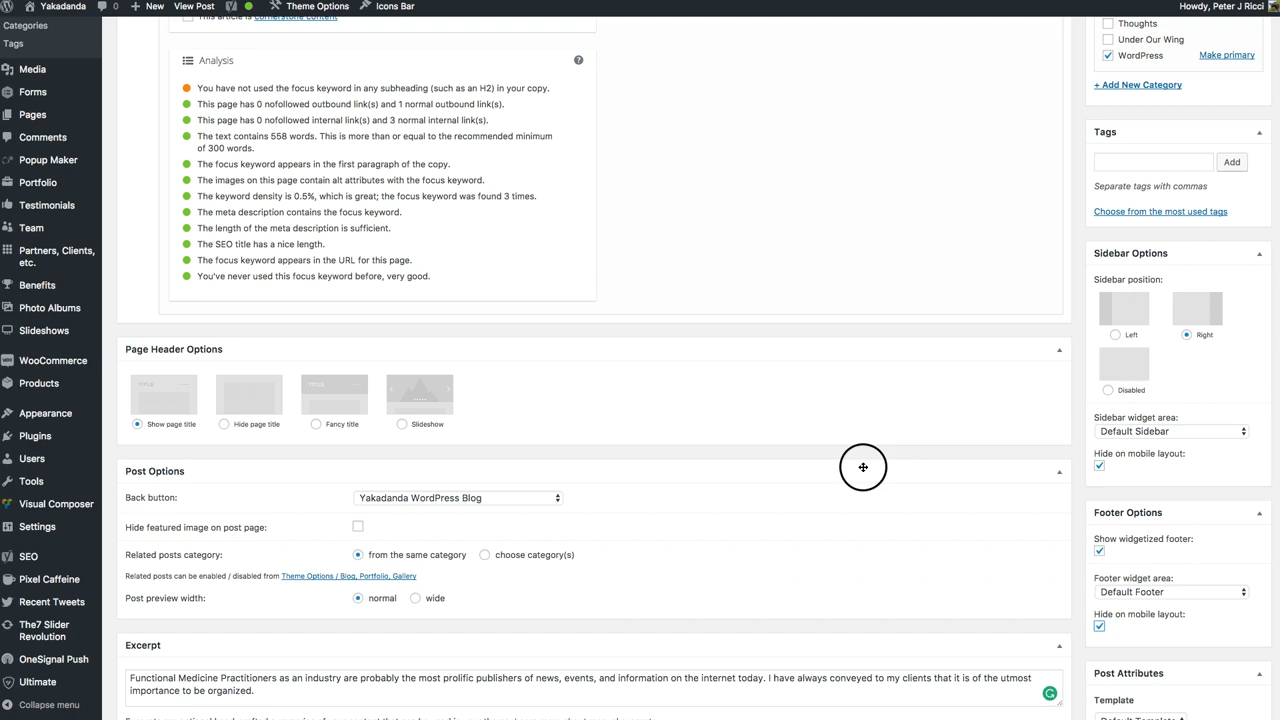 Yakadanda
0
+ New
View Post
Theme Options
Icons Bar
Howdy, Peter J Ricci
Categories
Tags
Media
Forms
Pages
Comments
Popup Maker
Portfolio
Testimonials
Team
Partners, Clients,
etc.
Benefits
Photo Albums
Slideshows
WooCommerce
Products
Appearance
Plugins
Users
Tools
Visual Composer
Settings
SEO
Pixel Caffeine
Recent Tweets
The7 Slider
Revolution
OneSignal Push
Ultimate
Collapse menu
This article is cornerstone content
Analysis
?
You have not used the focus keyword in any subheading (such as an H2) in your copy.
This page has 0 nofollowed outbound link(s) and 1 normal outbound link(s).
This page has 0 nofollowed internal link(s) and 3 normal internal link(s).
The text contains 558 words. This is more than or equal to the recommended minimum
of 300 words.
The focus keyword appears in the first paragraph of the copy.
The images on this page contain alt attributes with the focus keyword.
The keyword density is 0.5%, which is great; the focus keyword was found 3 times.
The meta description contains the focus keyword.
The length of the meta description is sufficient.
The SEO title has a nice length.
The focus keyword appears in the URL for this page.
You've never used this focus keyword before, very good.
Page Header Options
TITLE
TITLE
Show page title
Hide page title
Fancy title
Slideshow
Post Options
Back button:
Yakadanda WordPress Blog
Hide featured image on post page:
Related posts category:
from the same category
choose category(s)
Related posts can be enabled / disabled from Theme Options / Blog, Portfolio, Gallery
Post preview width:
normal
wide
Excerpt
Functional Medicine Practitioners as an industry are probably the most prolific publishers of news, events, and information on the internet today. I have always conveyed to my clients that it is of the utmost
importance to be organized.
Thoughts
Under Our Wing
WordPress
Make primary
+ Add New Category
Tags
Add
Separate tags with commas
Choose from the most used tags
Sidebar Options
Sidebar position:
Left
Right
Disabled
Sidebar widget area:
Default Sidebar
Hide on mobile layout:
Footer Options
Show widgetized footer:
Footer widget area:
Default Footer
Hide on mobile layout:
Post Attributes
Template
Default Template